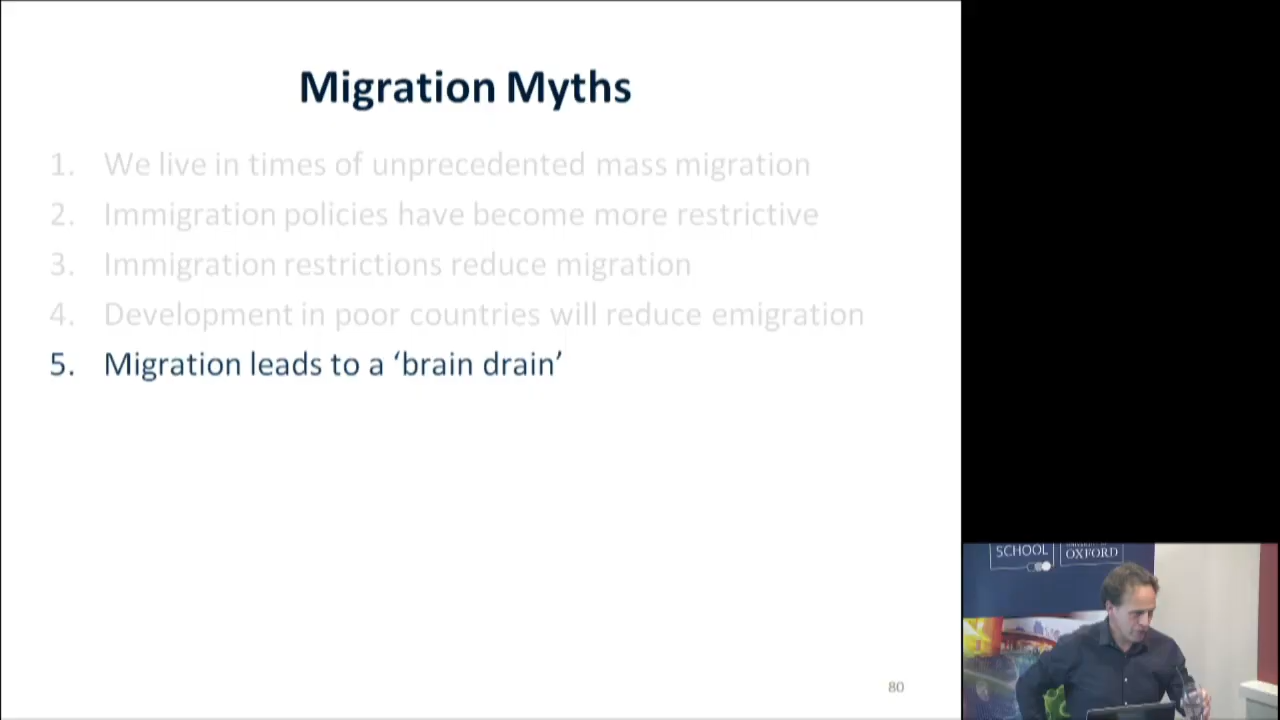 Migration Myths
1. We live in times of unprecedented mass migration
2. Immigration policies have become more restrictive
3. Immigration restrictions reduce migration
4. Development in poor countries will reduce emigration
5. Migration leads to a ‘brain drain’
80
SCHOOL
OXFORD